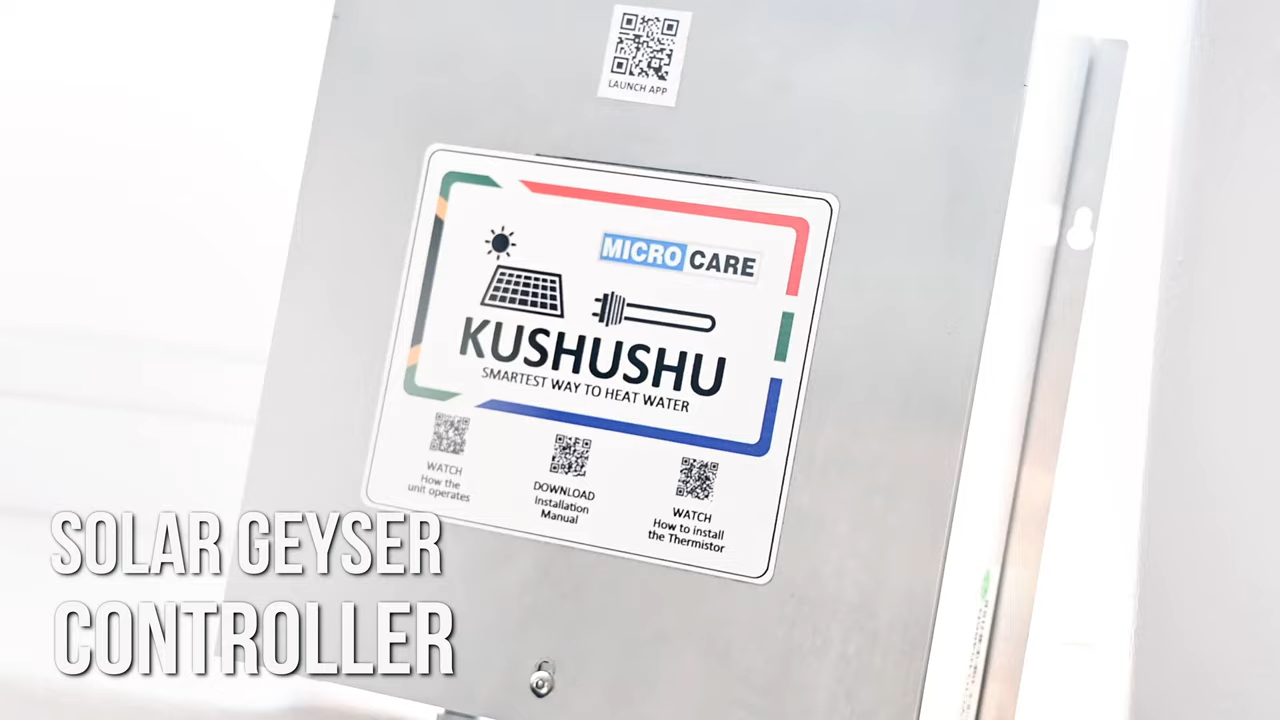 LAUNCH APP
MICRO CARE
KUSHUSHU
SMARTEST WAY TO HEAT WATER
WATCH
How the
unit operates
DOWNLOAD
Installation
Manual
WATCH
How to install
the Thermistor
SOLAR GEYSER
CONTROLLER